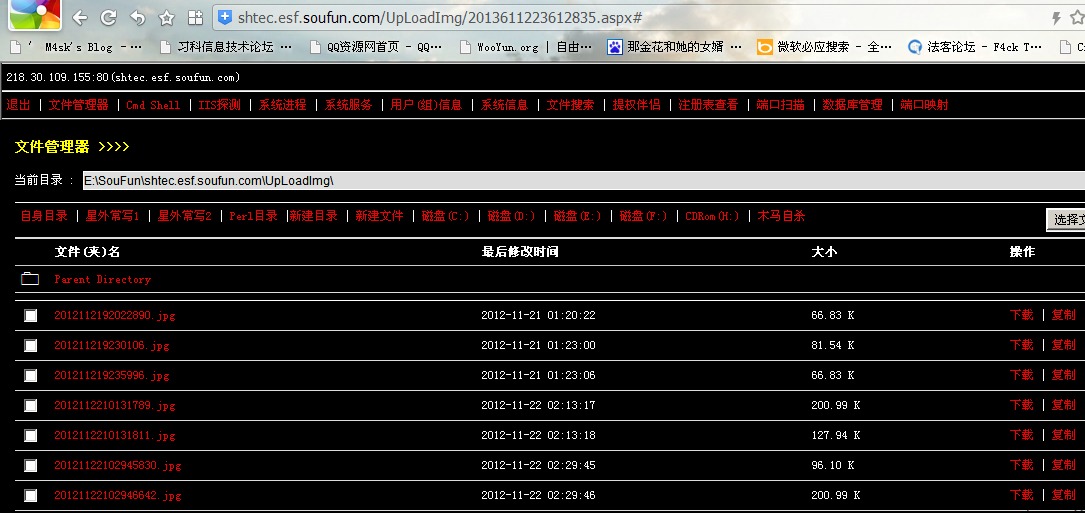 shtec.esf.soufun.com/UpLoadImg/2013611223612835.aspx#
' M4sk's Blog - ··· 习科信息技术论坛 ··· QQ资源网首页 - QQ··· WooYun.org | 自由··· 那金花和她的女婿 ··· 微软必应搜索 - 全··· 法客论坛 - F4ck T···
218.30.109.155:80(shtec.esf.soufun.com)
退出 | 文件管理器 | Cmd Shell | IIS探测 | 系统进程 | 系统服务 | 用户(组)信息 | 系统信息 | 文件搜索 | 提权伴侣 | 注册表查看 | 端口扫描 | 数据库管理 | 端口映射
文件管理器 >>>>
当前目录 : E:\SouFun\shtec.esf.soufun.com\UpLoadImg\
自身目录 | 星外常写1 | 星外常写2 | Perl目录 |新建目录 | 新建文件 | 磁盘(C:) | 磁盘(D:) | 磁盘(E:) | 磁盘(F:) | CDRom(H:) | 木马自杀
选择文
文件(夹)名 最后修改时间 大小 操作
Parent Directory
2012112192022890.jpg 2012-11-21 01:20:22 66.83 K 下载 | 复制
201211219230106.jpg 2012-11-21 01:23:00 81.54 K 下载 | 复制
201211219235996.jpg 2012-11-21 01:23:06 66.83 K 下载 | 复制
2012112210131789.jpg 2012-11-22 02:13:17 200.99 K 下载 | 复制
2012112210131811.jpg 2012-11-22 02:13:18 127.94 K 下载 | 复制
20121122102945830.jpg 2012-11-22 02:29:45 96.10 K 下载 | 复制
20121122102946642.jpg 2012-11-22 02:29:46 200.99 K 下载 | 复制